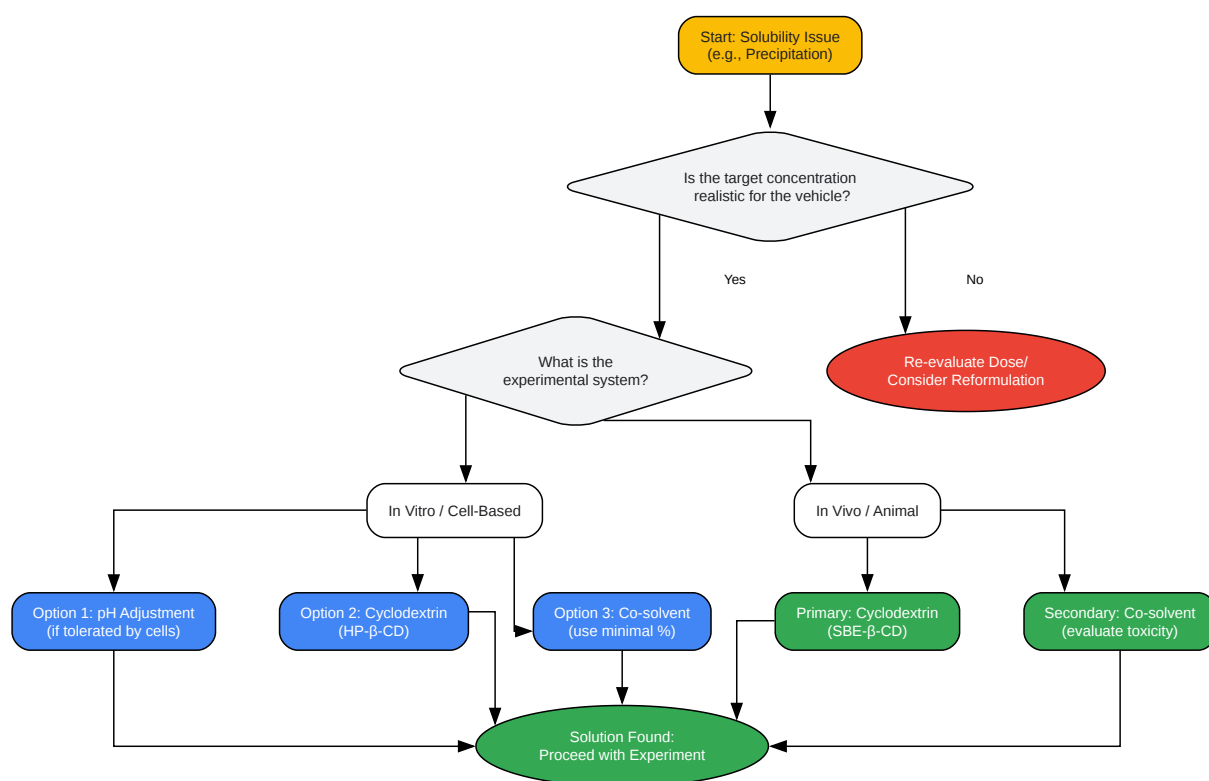 Start: Solubility Issue
(e.g., Precipitation)
Is the target concentration
realistic for the vehicle?
Yes
No
What is the
experimental system?
Re-evaluate Dose/
Consider Reformulation
In Vitro / Cell-Based
In Vivo / Animal
Option 1: pH Adjustment
(if tolerated by cells)
Option 2: Cyclodextrin
(HP-β-CD)
Option 3: Co-solvent
(use minimal %)
Primary: Cyclodextrin
(SBE-β-CD)
Secondary: Co-solvent
(evaluate toxicity)
Solution Found:
Proceed with Experiment